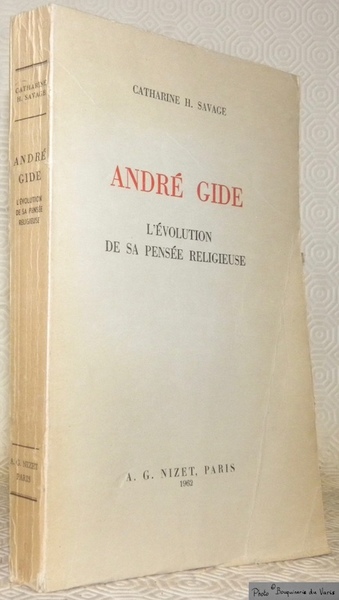 CATHARINE
H. SAVAGE
ANDRÉ
GIDE
L'ÉVOLUTION
DE SA PENSÉE
RELIGIEUSE
A. G. NIZET
PARIS
CATHARINE H. SAVAGE
ANDRÉ GIDE
L'ÉVOLUTION
DE SA PENSÉE RELIGIEUSE
A. G. NIZET, PARIS
1962
Photo © Bouquinerie du Varis